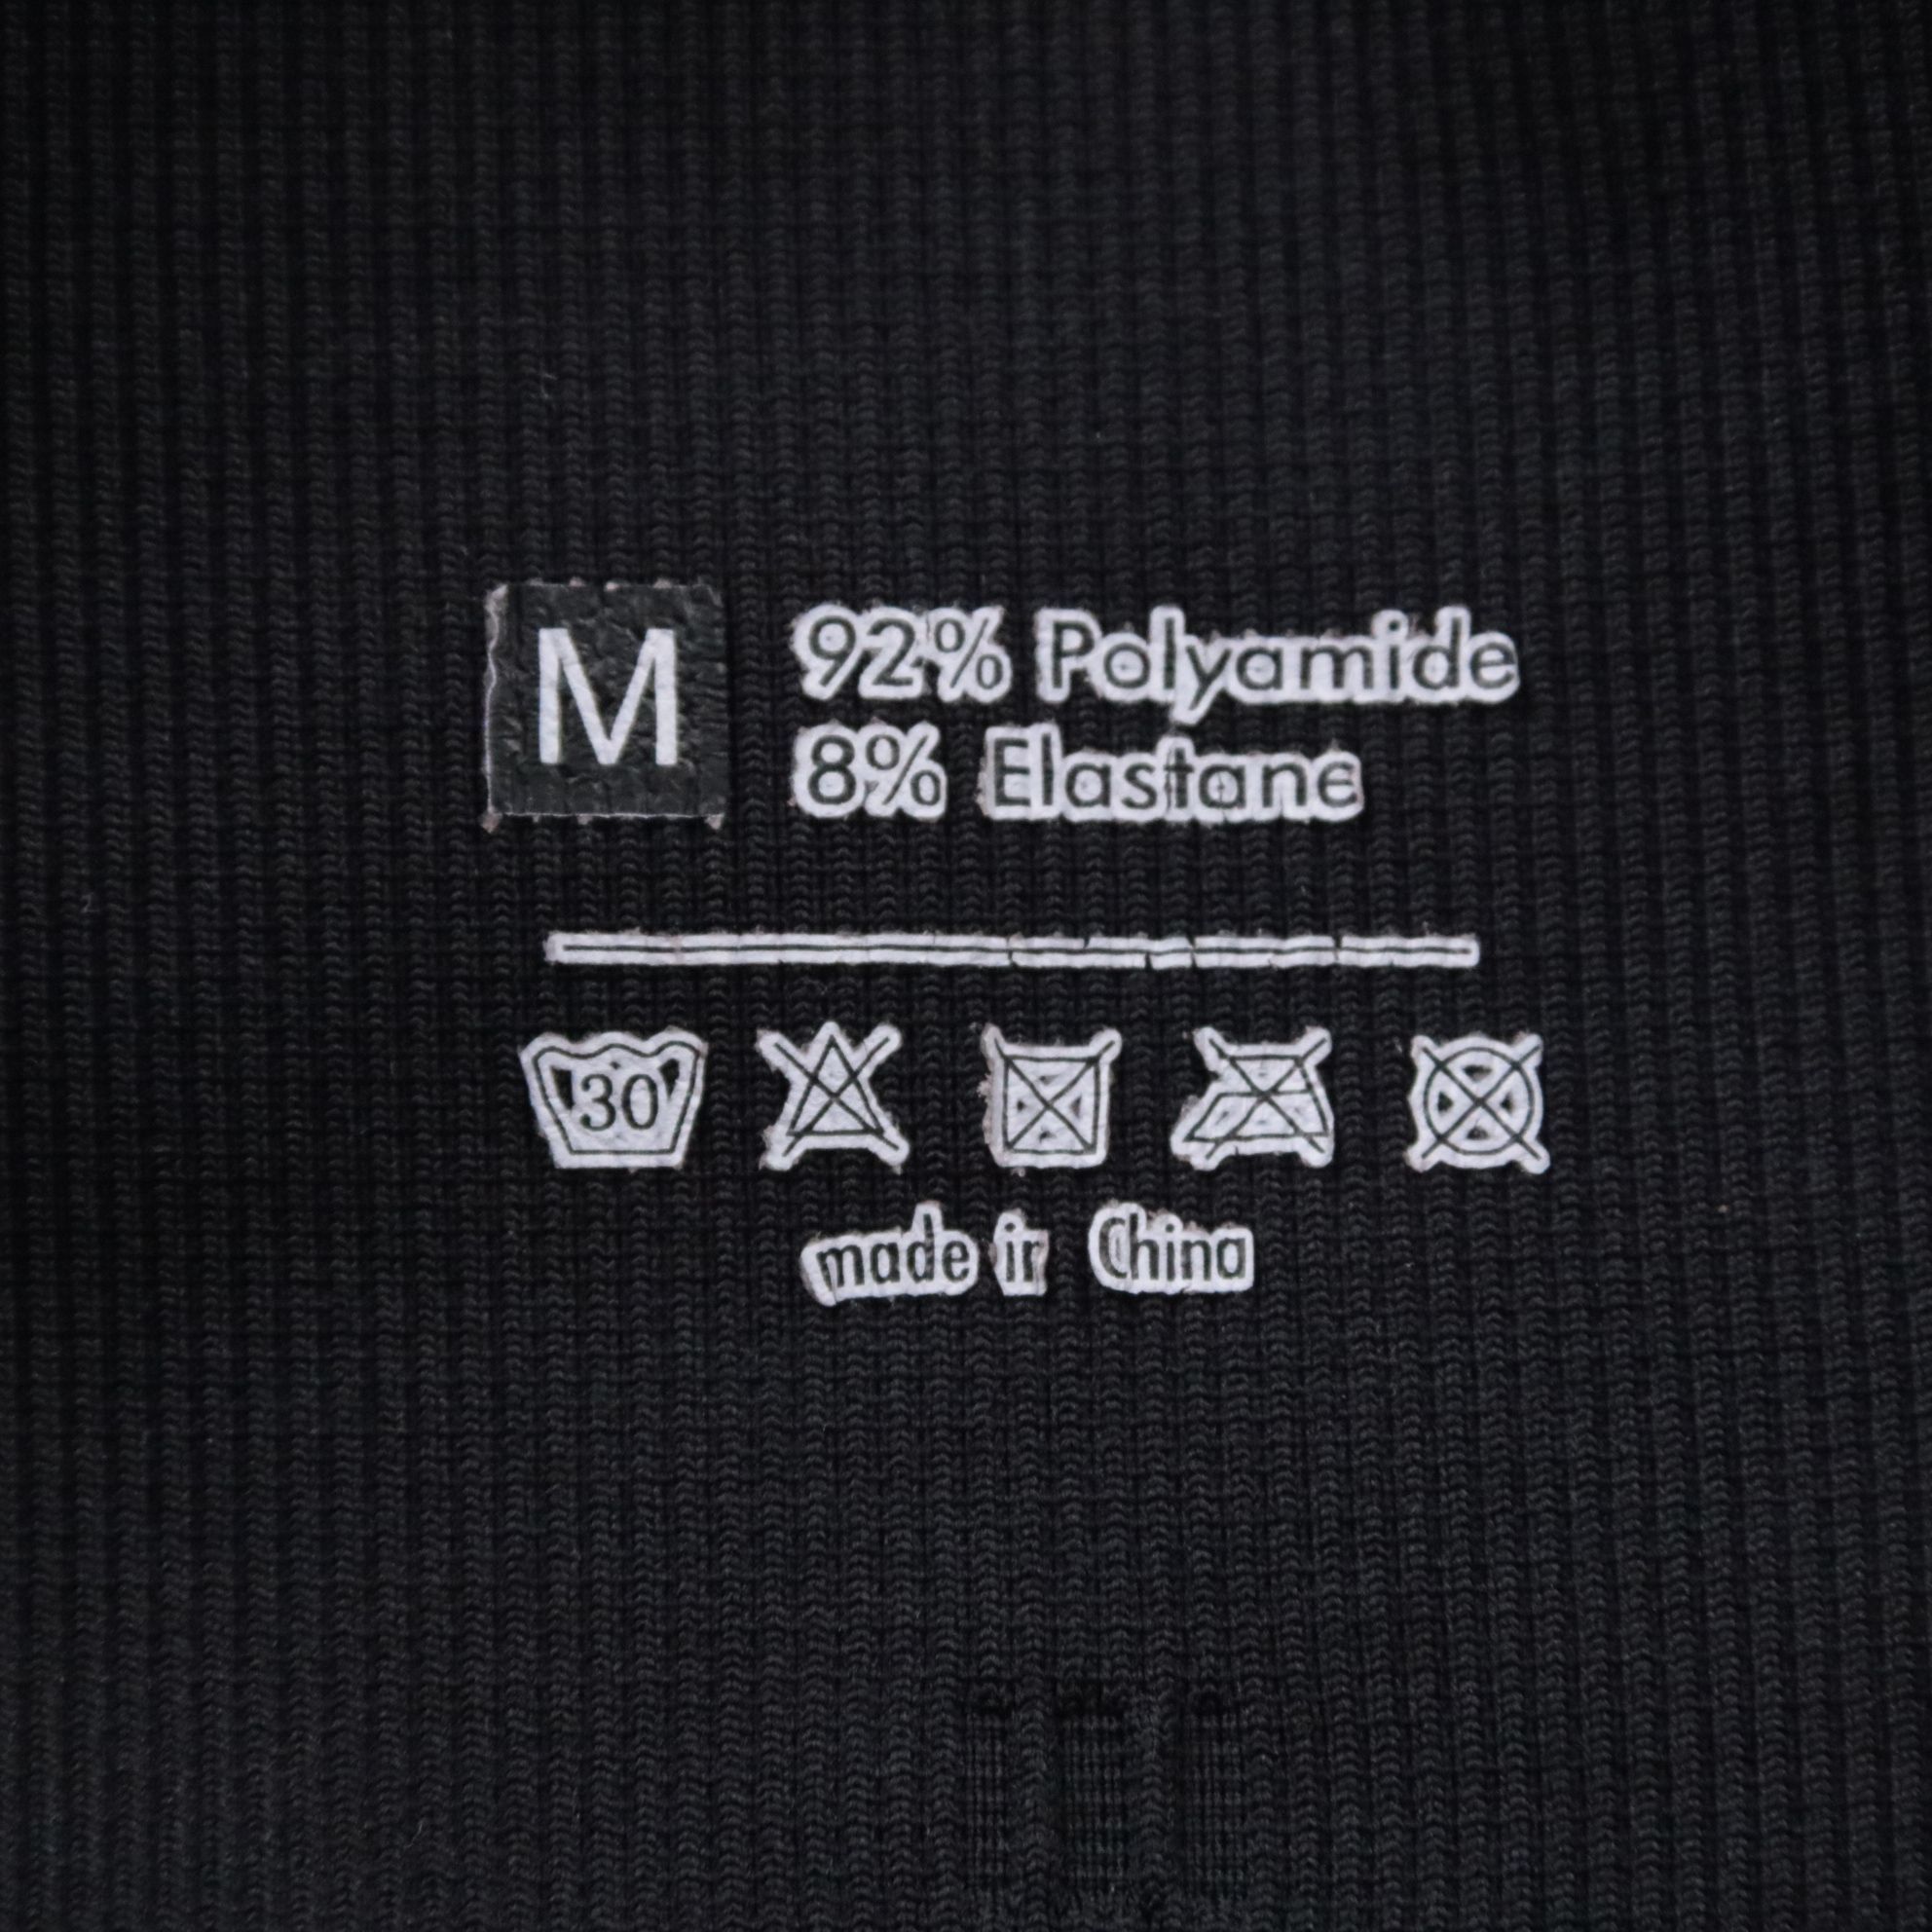 M
92% Polyamide
8% Elastane
30
made in China